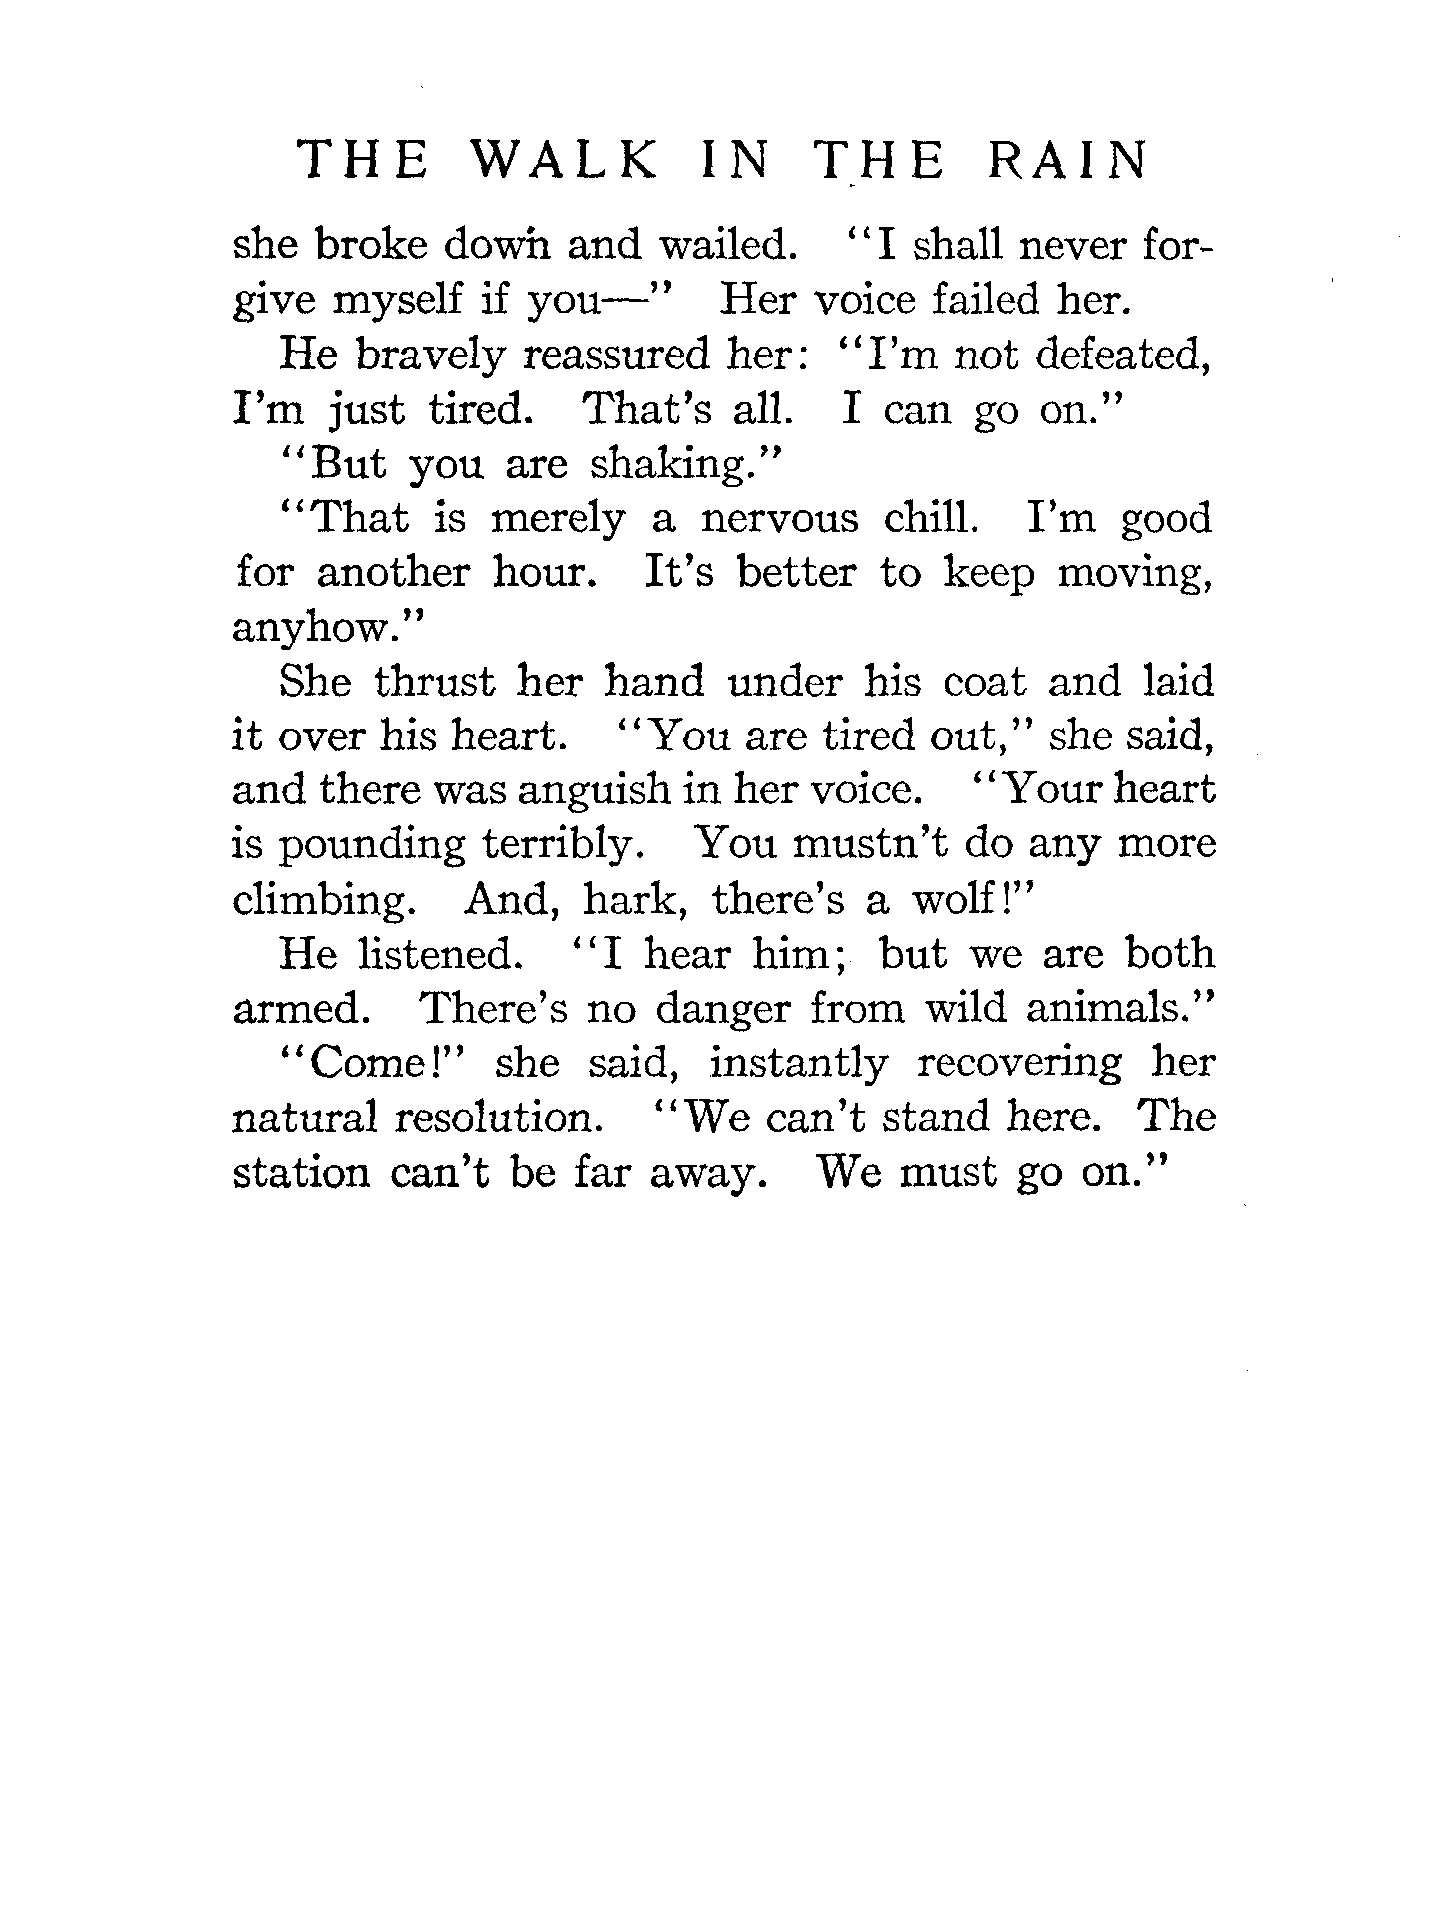 THE WALK IN THE RAIN
she broke down and wailed. “I shall never for-
give myself if you—” Her voice failed her.
He bravely reassured her: “I’m not defeated,
I’m just tired. That’s all. I can go on.”
“But you are shaking.”
“That is merely a nervous chill. I’m good
for another hour. It’s better to keep moving,
anyhow.”
She thrust her hand under his coat and laid
it over his heart. “You are tired out,” she said,
and there was anguish in her voice. “Your heart
is pounding terribly. You mustn’t do any more
climbing. And, hark, there’s a wolf!”
He listened. “I hear him; but we are both
armed. There’s no danger from wild animals.”
“Come!” she said, instantly recovering her
natural resolution. “We can’t stand here. The
station can’t be far away. We must go on.”